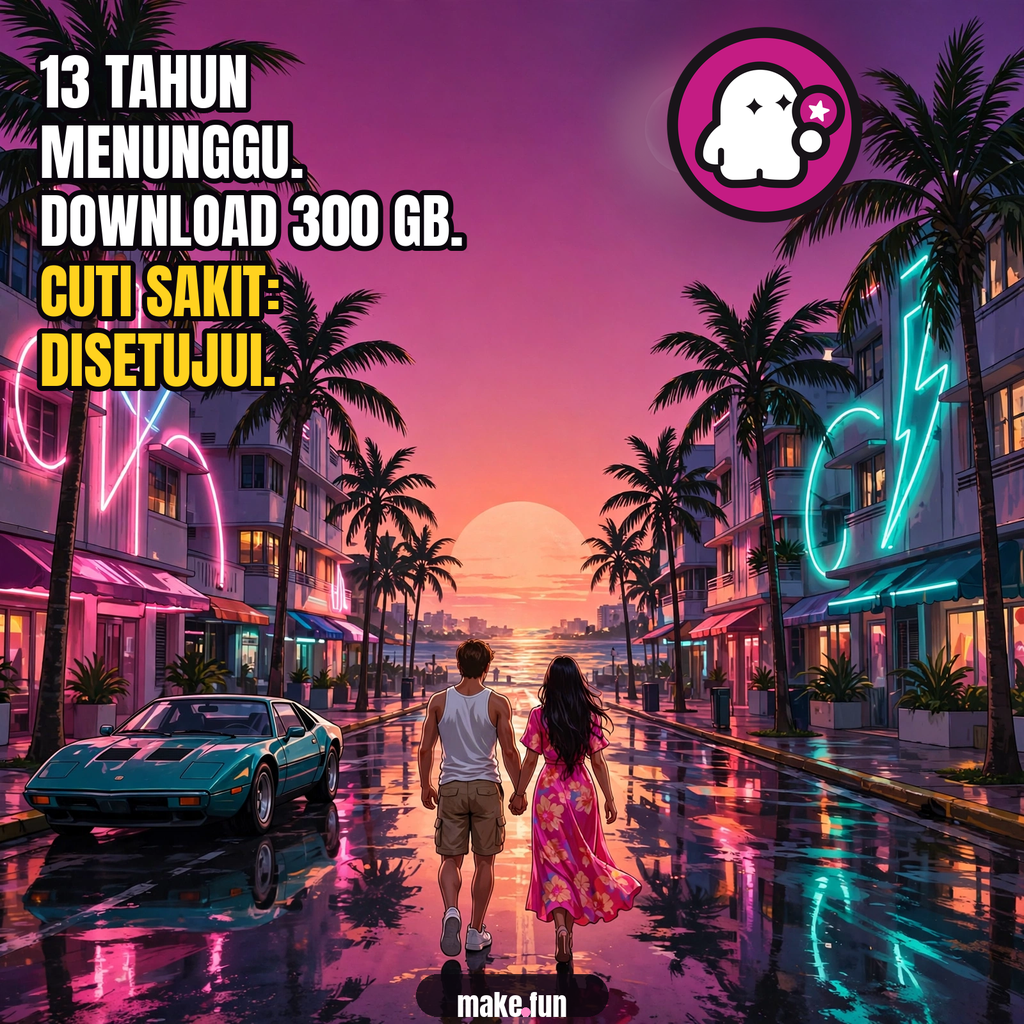 13 TAHUN
MENUNGGU.
DOWNLOAD 300 GB.
CUTI SAKIT:
DISETUJUI.
make.fun